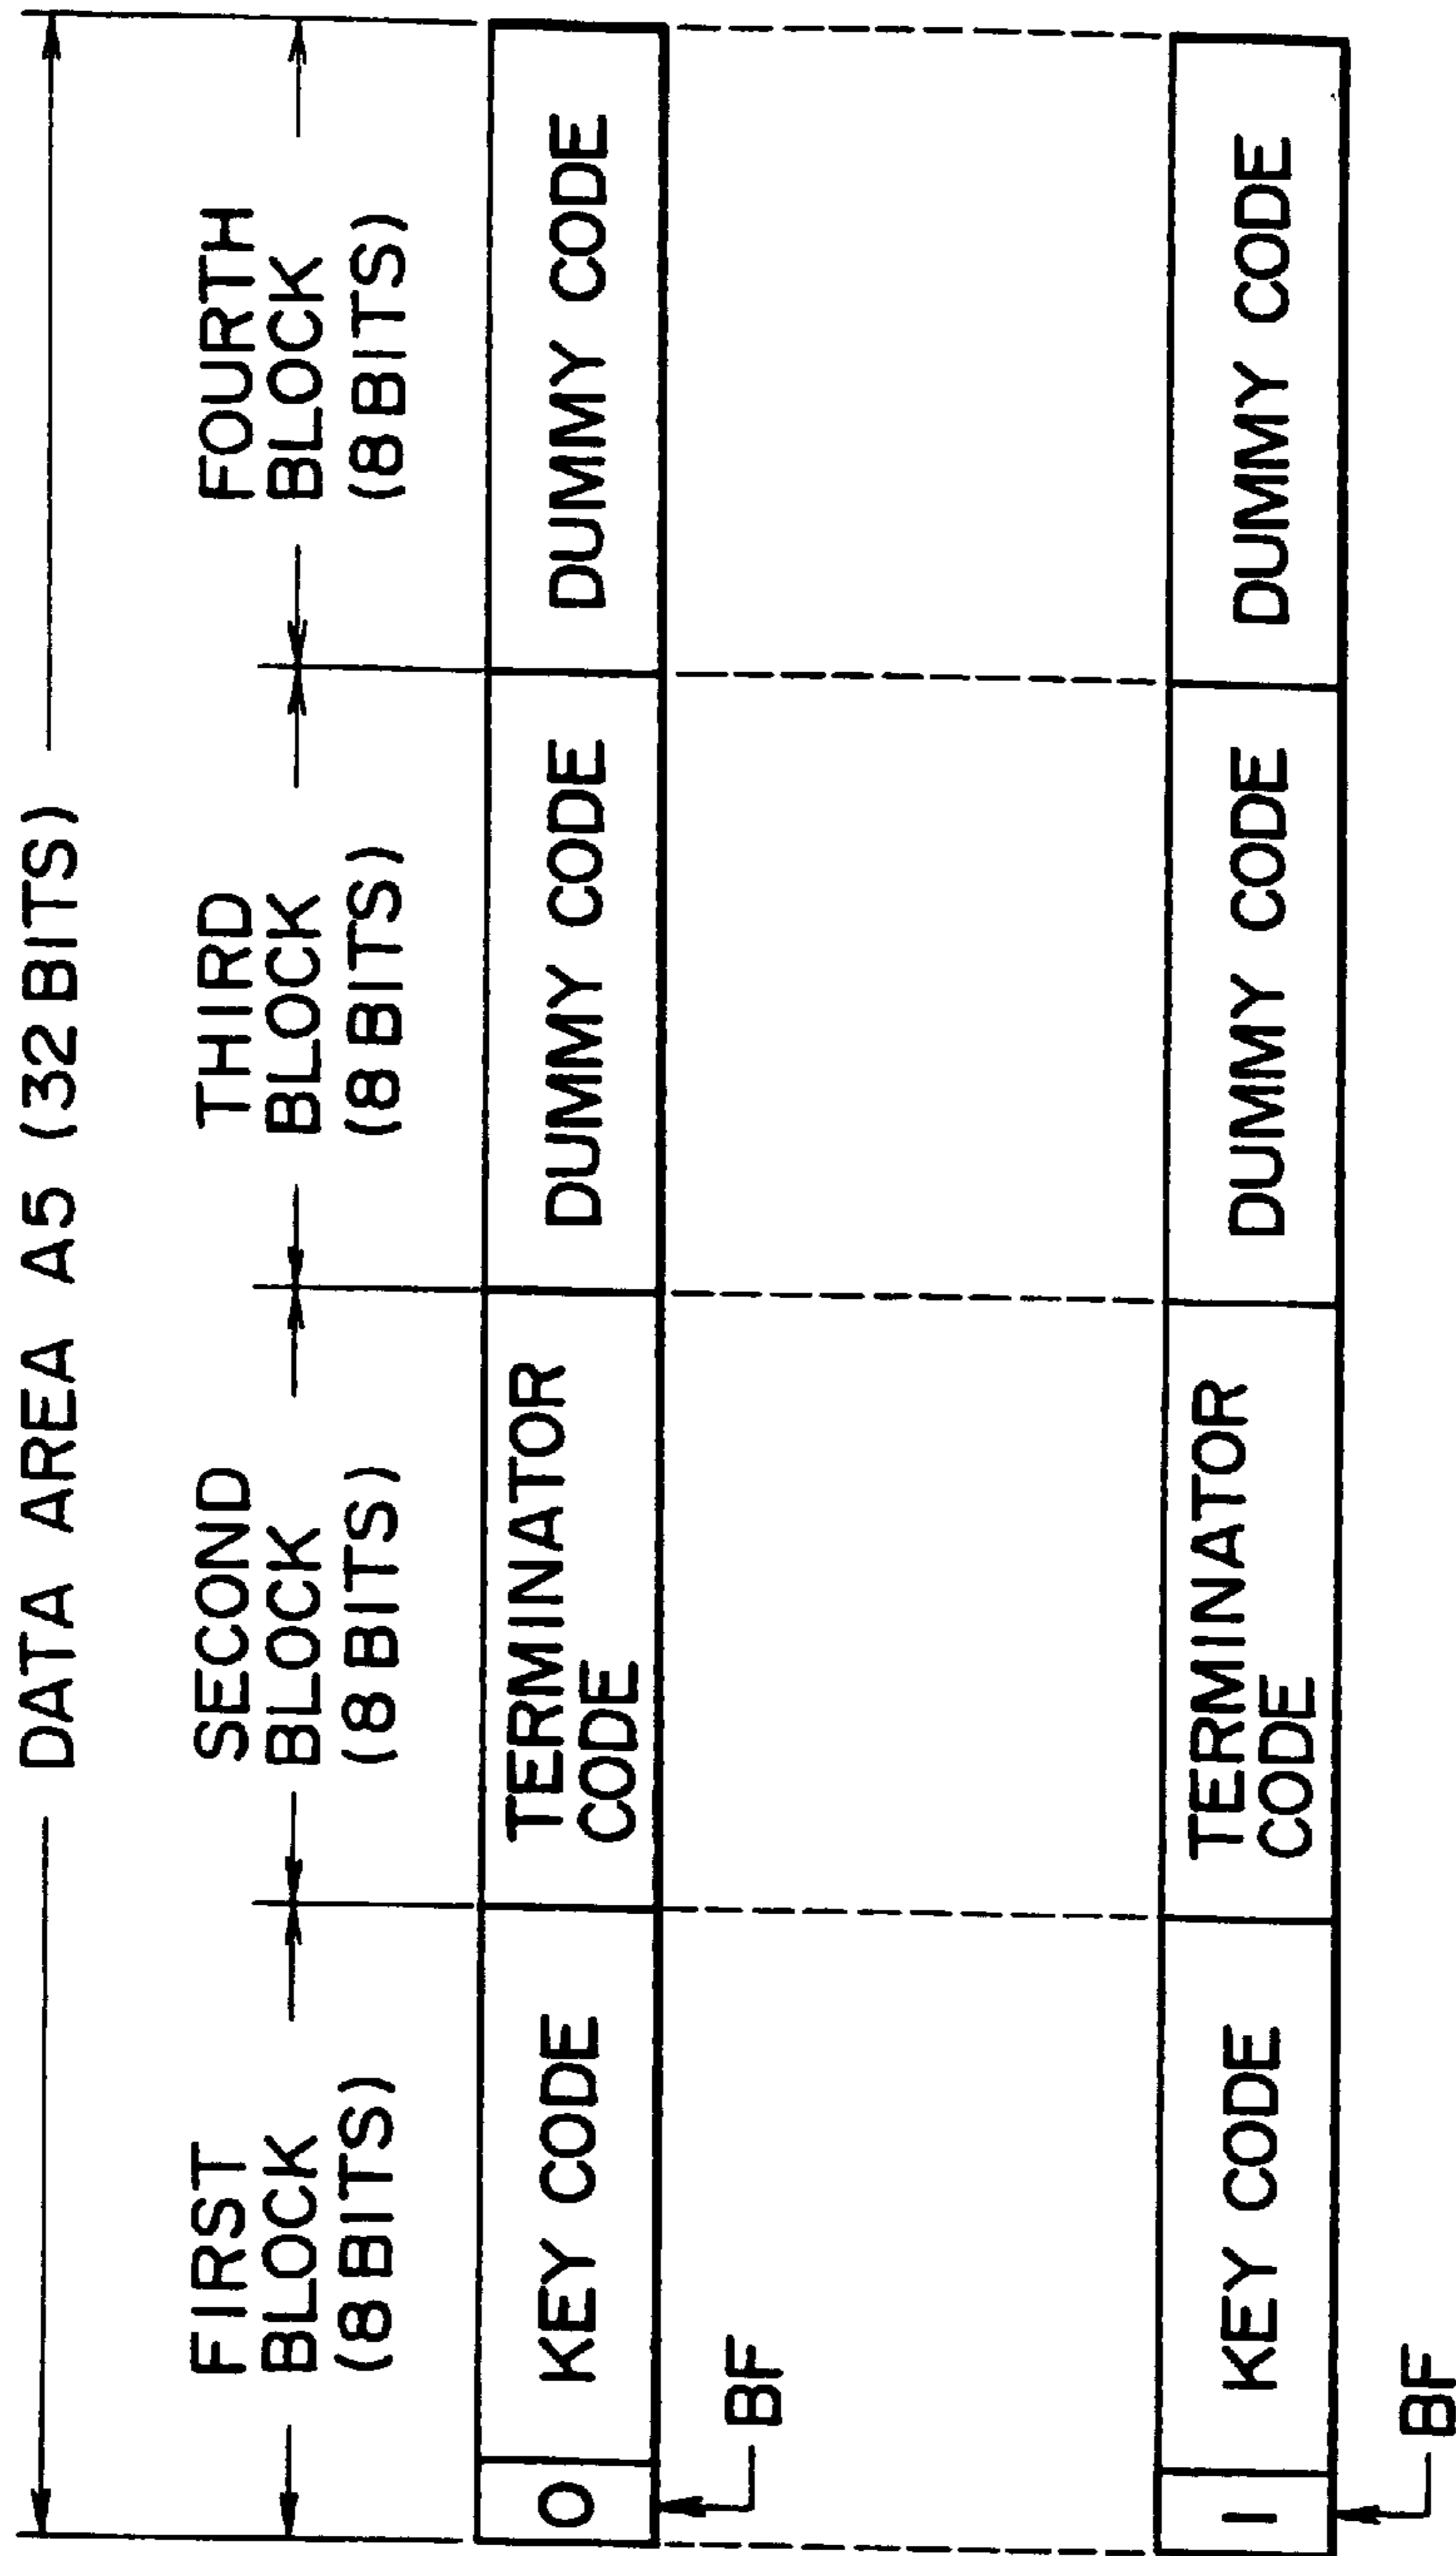 DATA AREA A5 (32 BITS)
FIRST
BLOCK
(8 BITS)
SECOND
BLOCK
(8 BITS)
THIRD
BLOCK
(8 BITS)
FOURTH
BLOCK
(8 BITS)
0
KEY CODE
TERMINATOR
CODE
DUMMY CODE
DUMMY CODE
BF
1
KEY CODE
TERMINATOR
CODE
DUMMY CODE
DUMMY CODE
BF